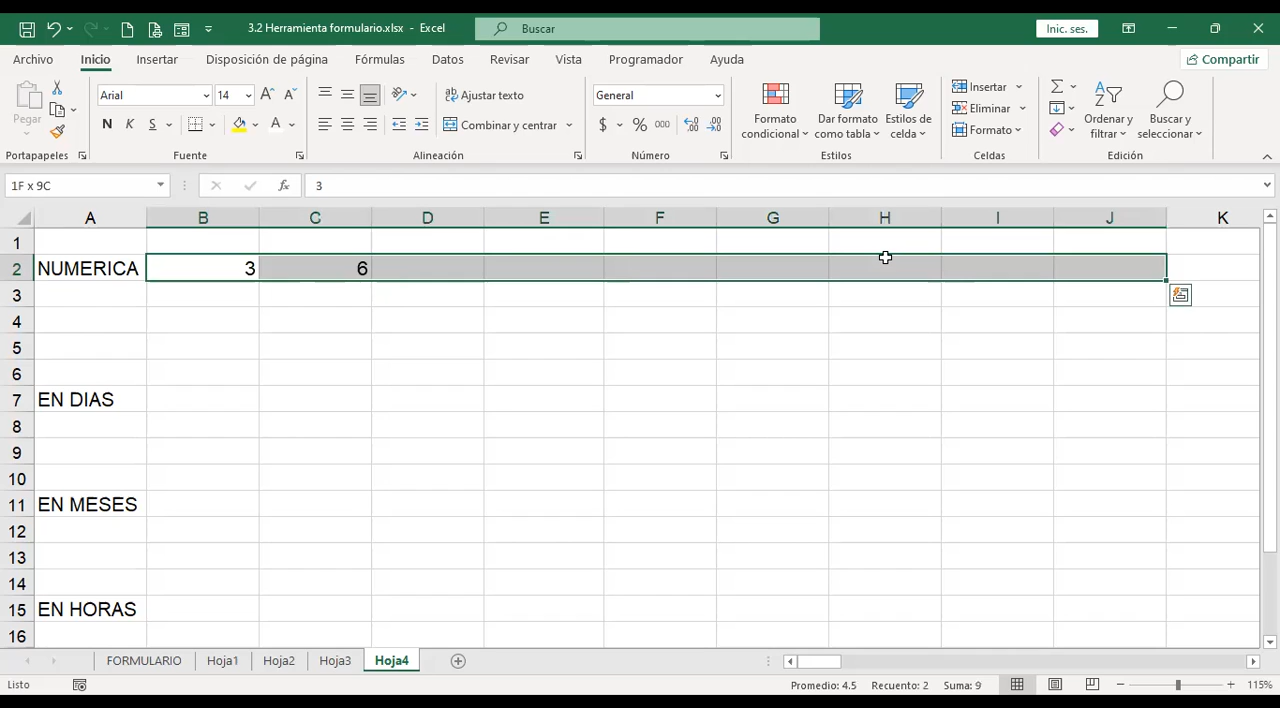 3.2 Herramienta formulario.xlsx - Excel
Buscar
Inic. ses.
Archivo Inicio Insertar Disposición de página Fórmulas Datos Revisar Vista Programador Ayuda
Compartir
Pegar
Portapapeles
Arial 14
N K S
Fuente
Ajustar texto
Combinar y centrar
Alineación
General
$ % 000
Número
Formato condicional
Dar formato como tabla
Estilos de celda
Estilos
Insertar
Eliminar
Formato
Celdas
Ordenar y filtrar
Buscar y seleccionar
Edición
1F x 9C
fx 3
A B C D E F G H I J K
1
2 NUMERICA 3 6
3
4
5
6
7 EN DIAS
8
9
10
11 EN MESES
12
13
14
15 EN HORAS
16
FORMULARIO Hoja1 Hoja2 Hoja3 Hoja4
Listo
Promedio: 4.5 Recuento: 2 Suma: 9
115%